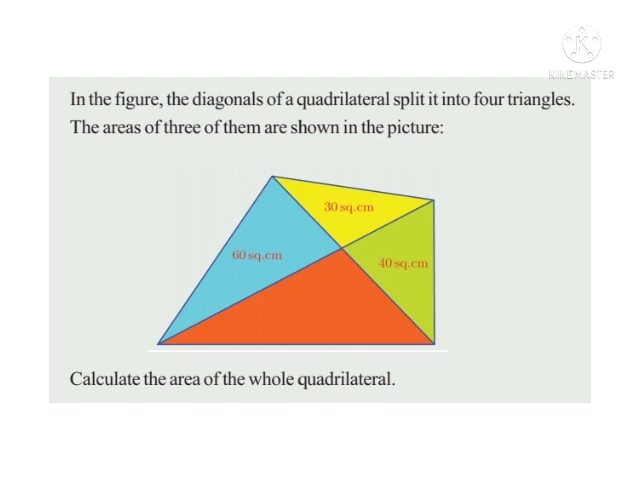 KINEMASTER
In the figure, the diagonals of a quadrilateral split it into four triangles.
The areas of three of them are shown in the picture:
30 sq.cm
60 sq.cm
40 sq.cm
Calculate the area of the whole quadrilateral.